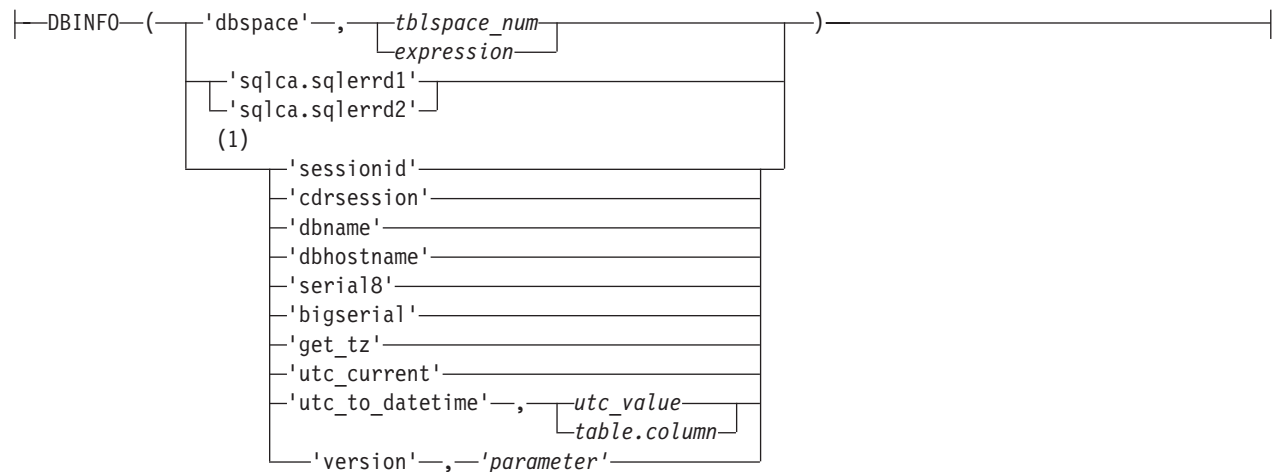 DBINFO ( 'dbspace' , tblspace_num )
expression
'sqlca.sqlerrd1'
'sqlca.sqlerrd2'
(1)
'sessionid'
'cdrsession'
'dbname'
'dbhostname'
'serial8'
'bigserial'
'get_tz'
'utc_current'
'utc_to_datetime' , utc_value
table.column
'version' , 'parameter'